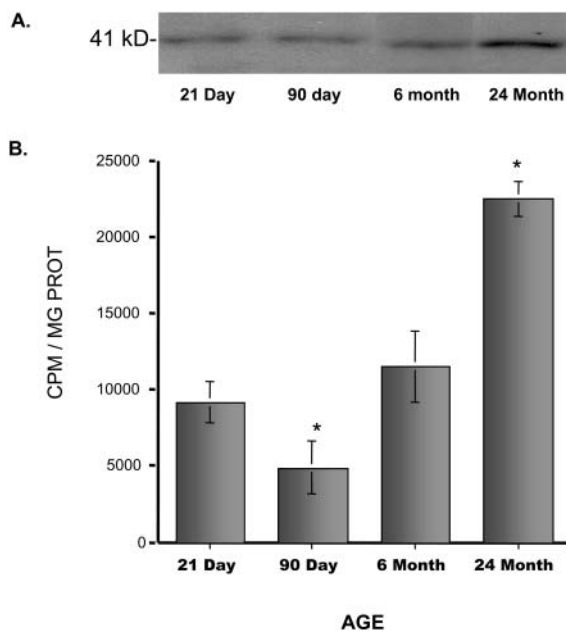 A.
41 kD-
21 Day 90 day 6 month 24 Month
B.
25000
20000
15000
10000
5000
0
CPM / MG PROT
*
*
21 Day 90 Day 6 Month 24 Month
AGE